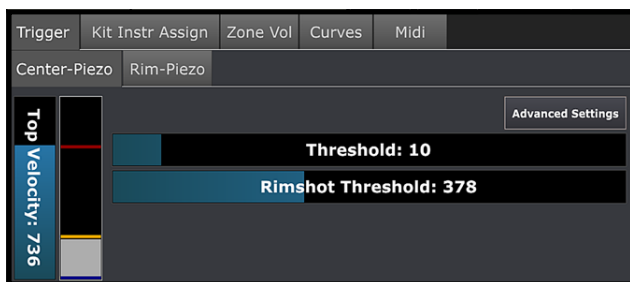 Trigger
Kit Instr Assign
Zone Vol
Curves
Midi
Center-Piezo
Rim-Piezo
Advanced Settings
Top Velocity: 736
Threshold: 10
Rimshot Threshold: 378